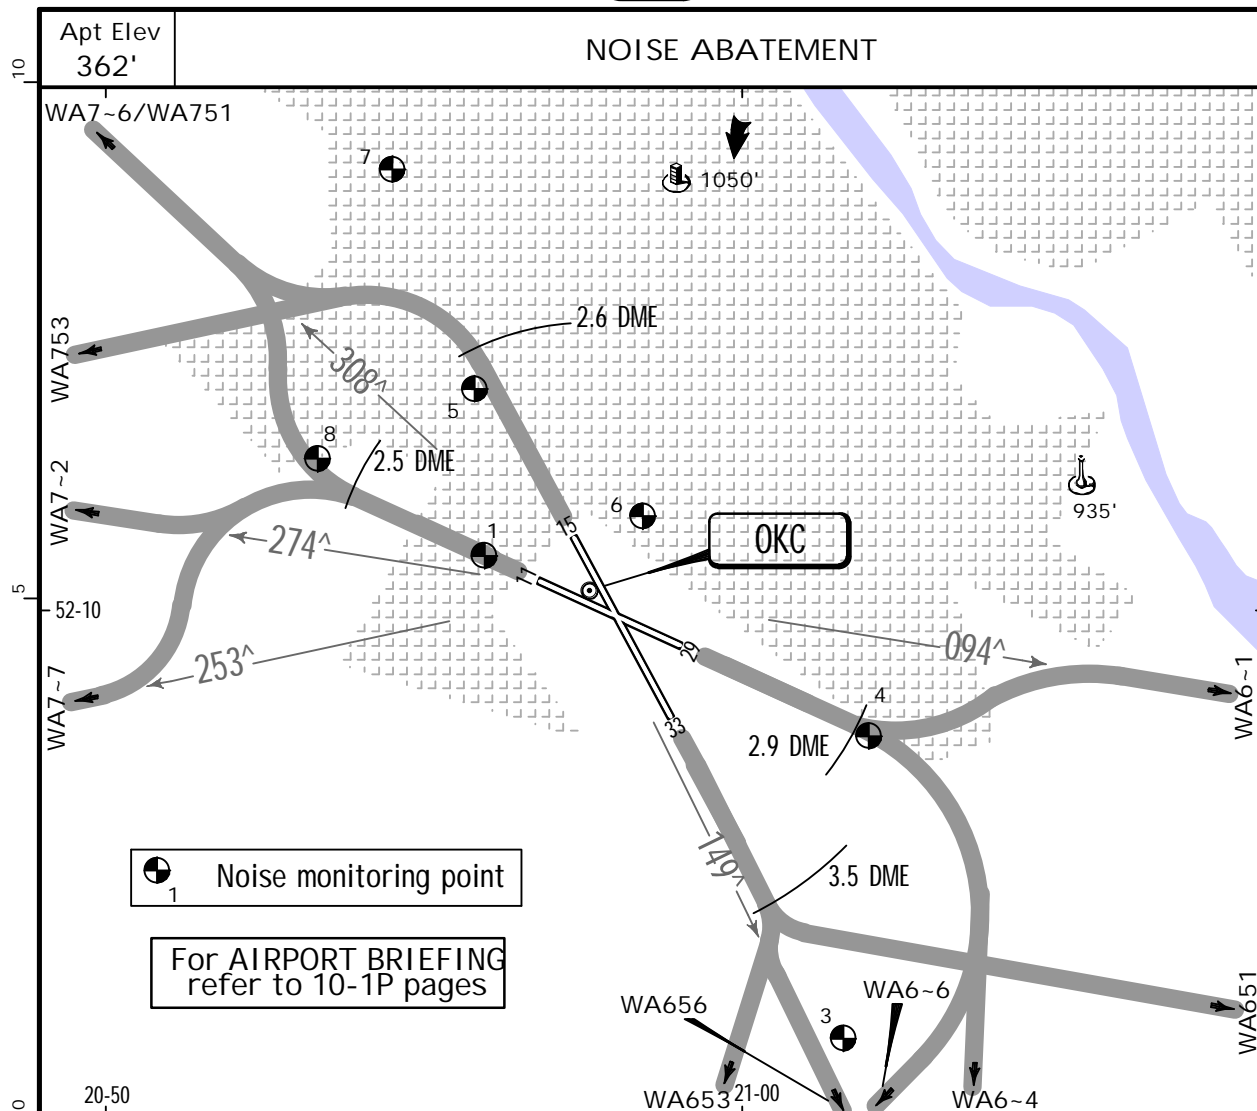 Apt Elev
362'
NOISE ABATEMENT
10
WA7~6/WA751
7
1050'
2.6 DME
WA753
308^
5
8
2.5 DME
935'
WA7~2
6
15
1
OKC
274^
11
5
52-10
29
094^
253^
4
WA6~1
WA7~7
33
2.9 DME
149^
3.5 DME
1
Noise monitoring point
For AIRPORT BRIEFING
refer to 10-1P pages
WA656
WA6~6
WA651
3
0
20-50
WA653
21-00
WA6~4